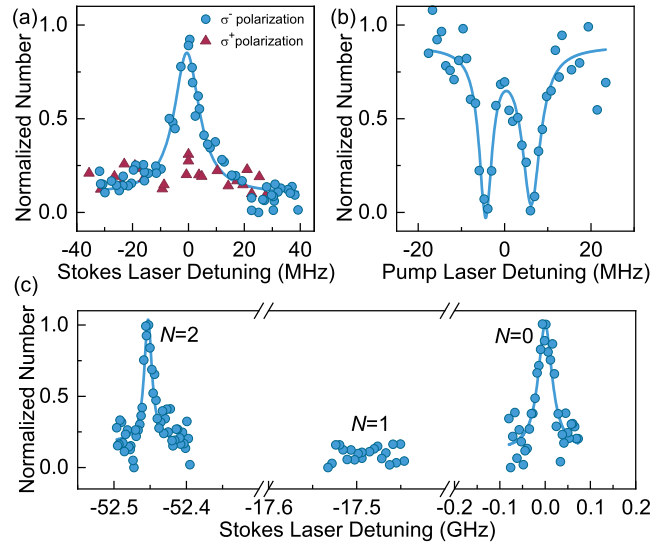 (a)
σ- polarization
σ+ polarization
Normalized Number
1.0
0.5
0.0
-40 -20 0 20 40
Stokes Laser Detuning (MHz)
(b)
Normalized Number
1.0
0.5
0.0
-20 0 20
Pump Laser Detuning (MHz)
(c)
Normalized Number
1.0
0.5
0.0
N=2
N=1
N=0
-52.5 -52.4 -17.6 -17.5 -0.2 -0.1 0.0 0.1 0.2
Stokes Laser Detuning (GHz)